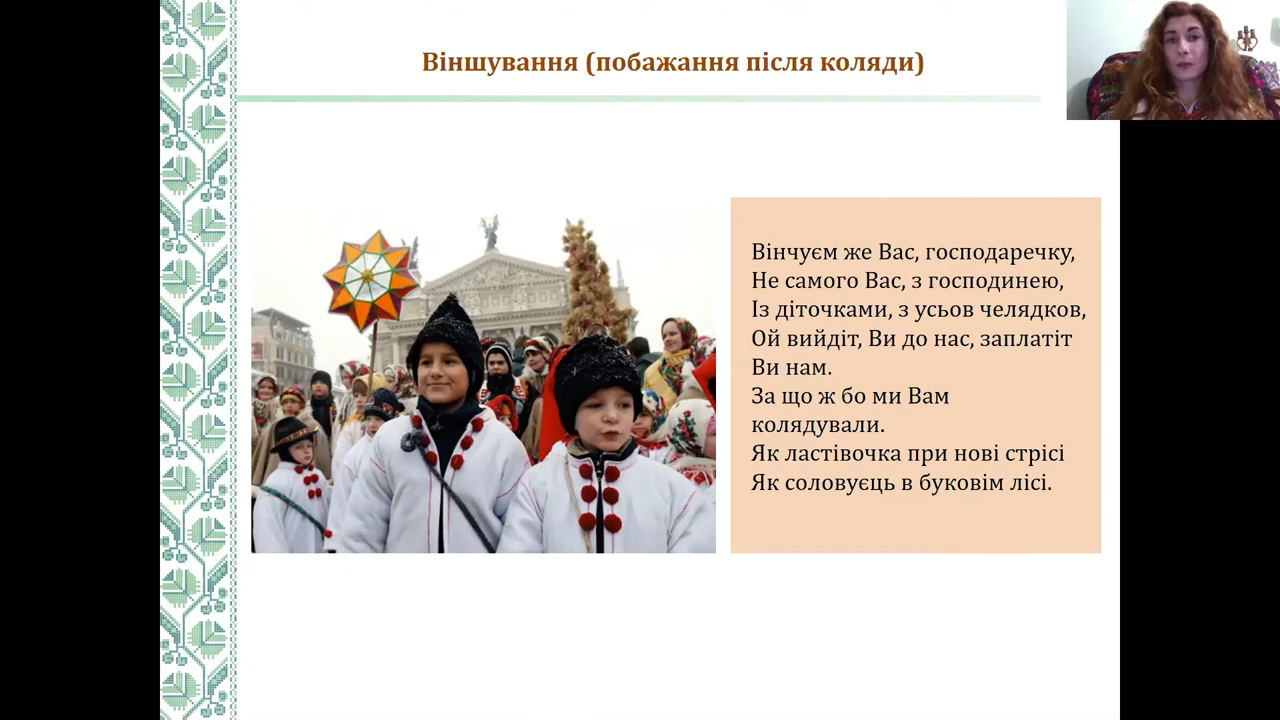 Віншування (побажання після коляди)
Вінчуєм же Вас, господаречку,
Не самого Вас, з господинею,
Із діточками, з усьов челядков,
Ой вийдіт, Ви до нас, заплатіт
Ви нам.
За що ж бо ми Вам
колядували.
Як ластівочка при нові стрісі
Як соловуєць в буковім лісі.